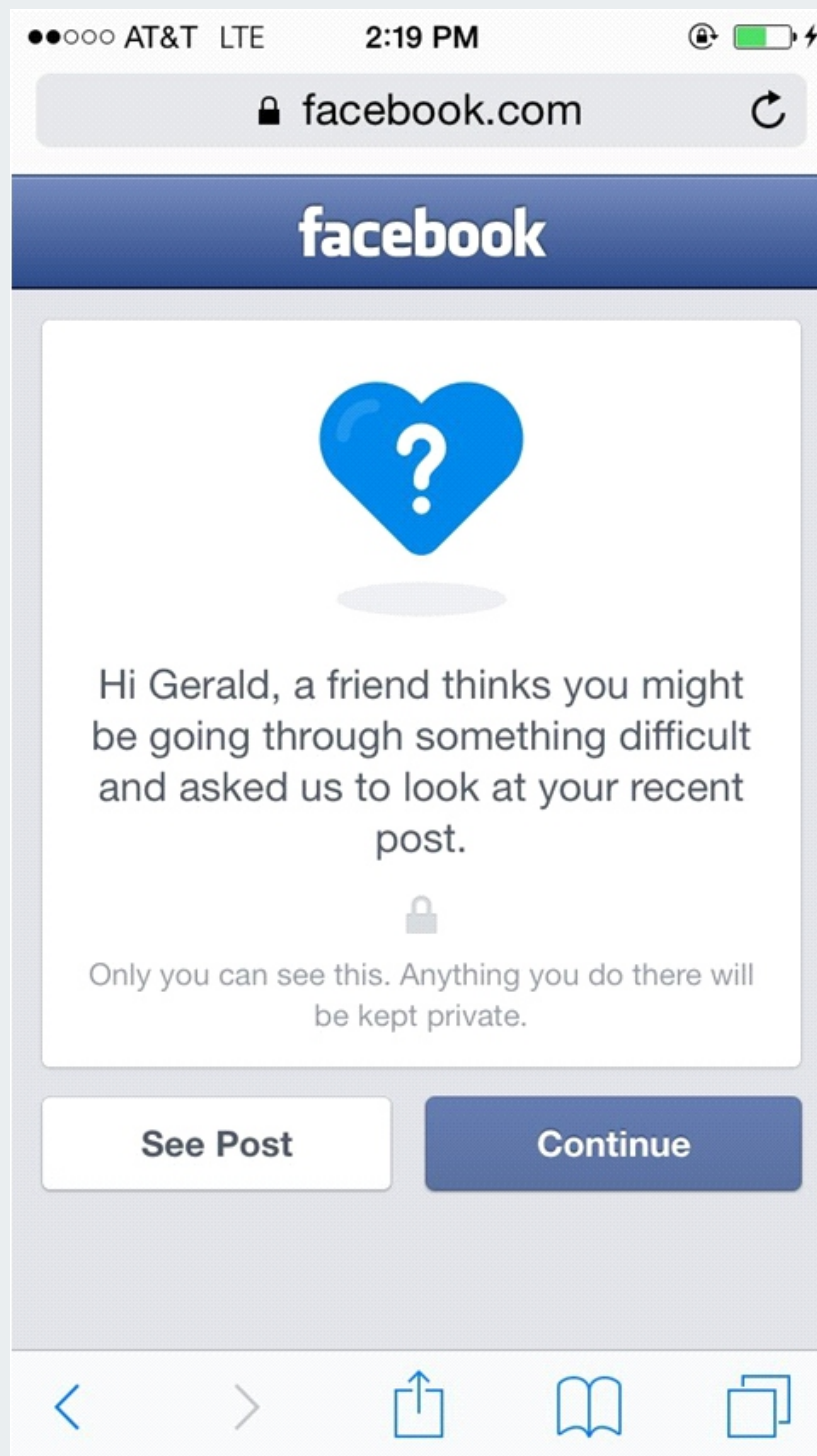 ●●○○○ AT&T LTE 2:19 PM
facebook.com
facebook
?
Hi Gerald, a friend thinks you might
be going through something difficult
and asked us to look at your recent
post.
Only you can see this. Anything you do there will
be kept private.
See Post Continue